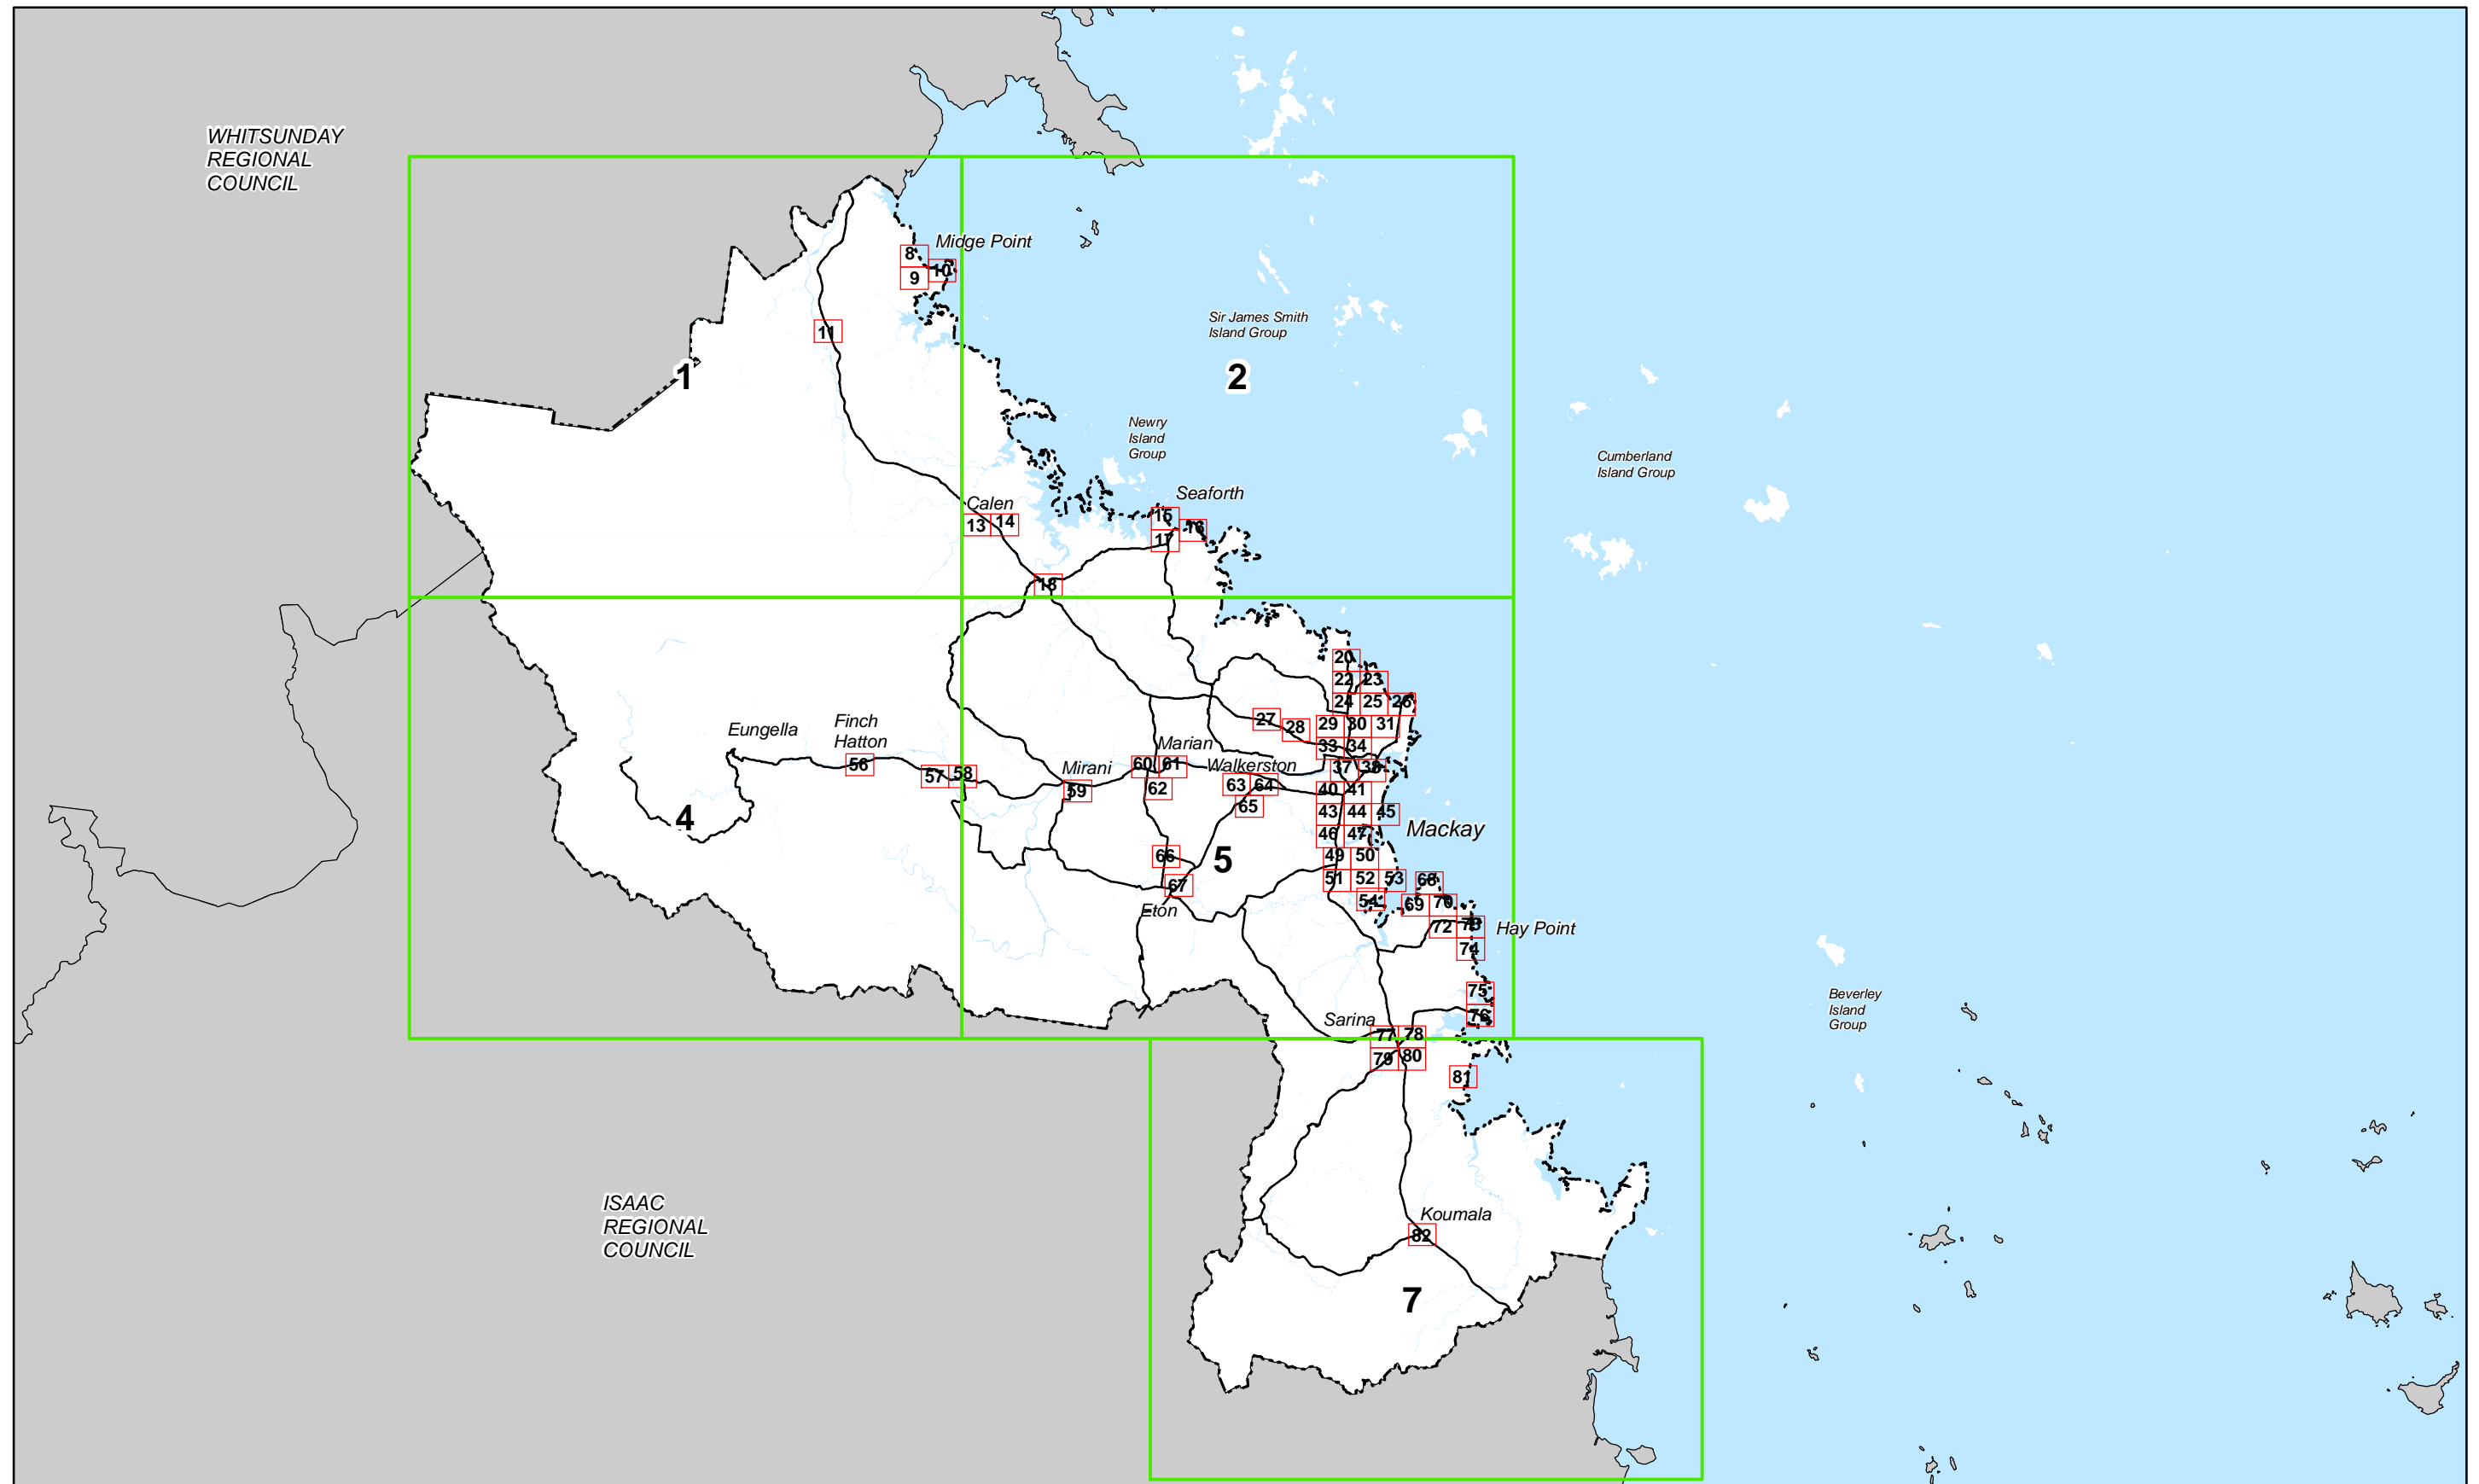 WHITSUNDAY
REGIONAL
COUNCIL
Midge Point
8
10
9
Sir James Smith
Island Group
11
1
2
Newry
Island
Group
Cumberland
Island Group
Seaforth
Calen
13 14
15
16
17
18
20
22 23
24 25 26
27
28
29 30 31
33 34
Eungella
Finch
Hatton
Marian
Mirani
Walkerston
56
57 58
59
60 61
62
63 64
65
37 38
40 41
43 44 45
46 47
Mackay
4
5
49 50
51 52 53
54
66
67
Eton
68
69 70
72 73
74
Hay Point
75
76
Beverley
Island
Group
Sarina
77 78
79 80
81
ISAAC
REGIONAL
COUNCIL
Koumala
82
7